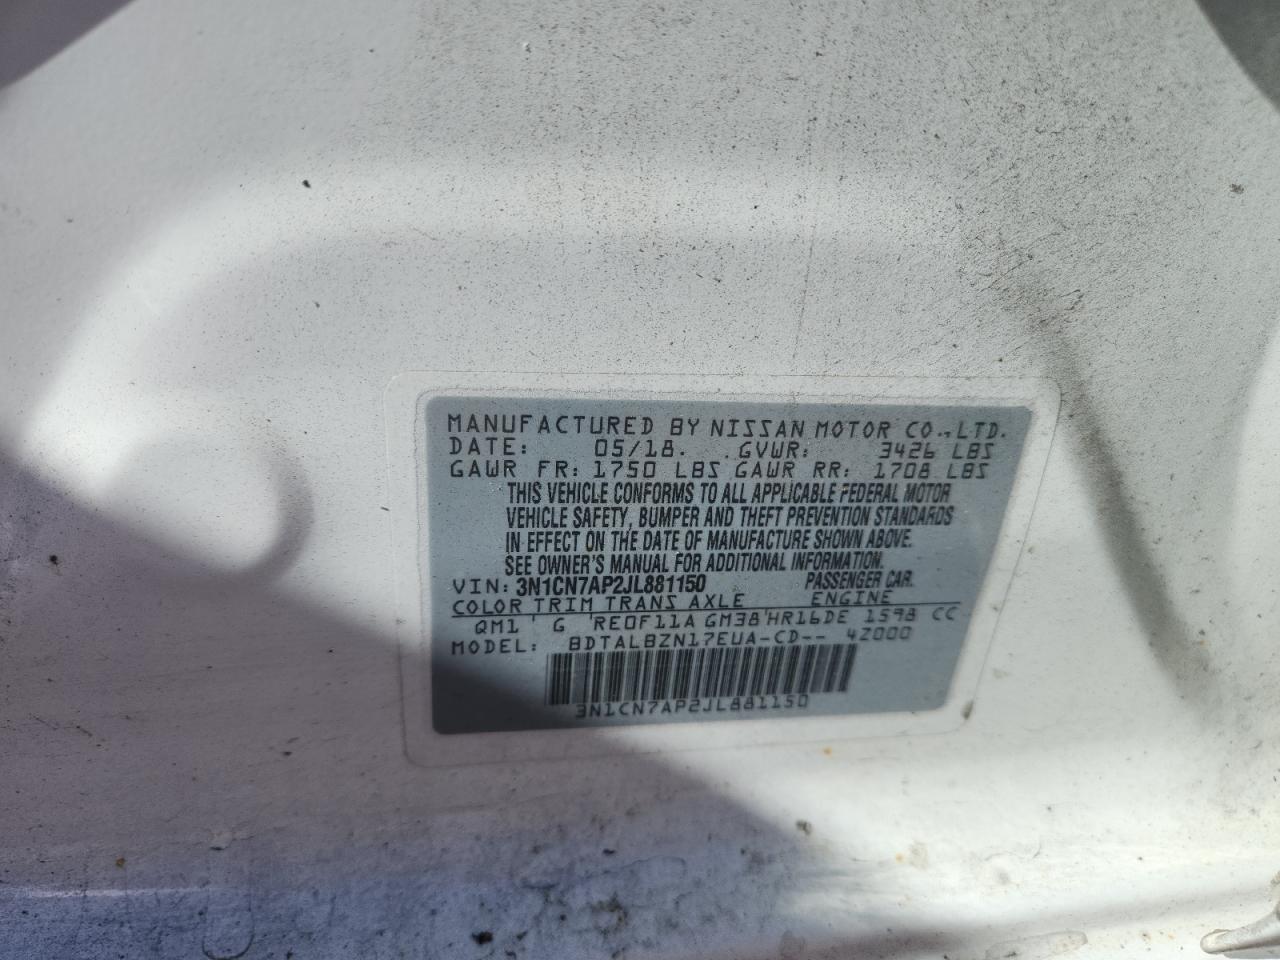 MANUFACTURED BY NISSAN MOTOR CO., LTD.
DATE: 05/18. GVWR: 3426 LBS
GAWR FR: 1750 LBS GAWR RR: 1708 LBS
THIS VEHICLE CONFORMS TO ALL APPLICABLE FEDERAL MOTOR
VEHICLE SAFETY, BUMPER AND THEFT PREVENTION STANDARDS
IN EFFECT ON THE DATE OF MANUFACTURE SHOWN ABOVE.
SEE OWNER'S MANUAL FOR ADDITIONAL INFORMATION.
VIN: 3N1CN7AP2JL881150 PASSENGER CAR.
COLOR TRIM TRANS AXLE ENGINE
QM1 G RE0F11A GM38 HR16DE 1598 CC
MODEL: BDTALBZN17EUA-CD-- 4Z000
3N1CN7AP2JL881150